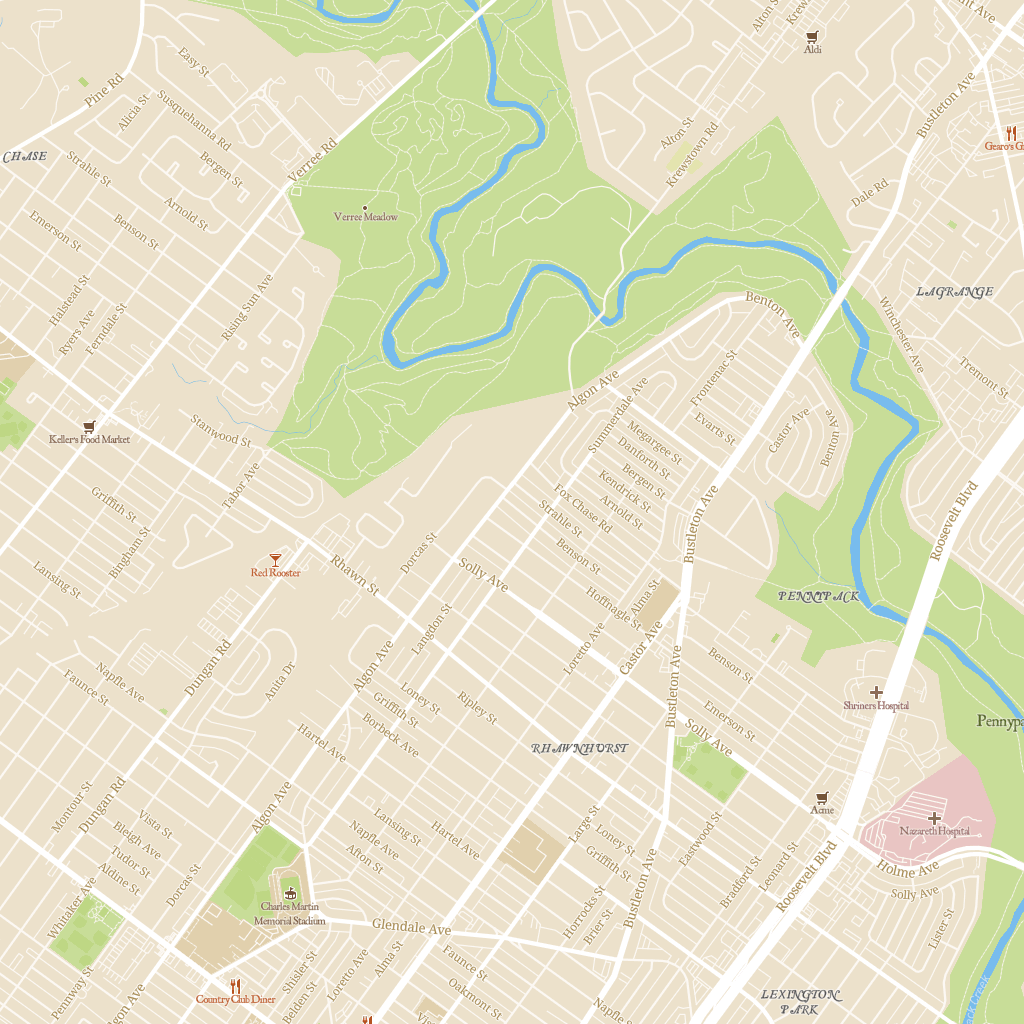 Alton St
Aldi
Easy St
Bustleton Ave
Pine Rd
Alicia St
Susquehanna Rd
Alton St
Krewstown Rd
CHASE
Strahle St
Bergen St
Verree Rd
Dale Rd
Arnold St
Verree Meadow
Emerson St
Benson St
Halstead St
Rising Sun Ave
LAGRANGE
Benton Ave
Winchester Ave
Ryers Ave
Ferndale St
Tremont St
Frontenac St
Algon Ave
Summerdale Ave
Evarts St
Castor Ave
Benton Ave
Stanwood St
Keller's Food Market
Megargee St
Danforth St
Bergen St
Kendrick St
Arnold St
Tabor Ave
Griffith St
Fox Chase Rd
Strahle St
Bustleton Ave
Roosevelt Blvd
Bingham St
Dorcas St
Benson St
Red Rooster
Rhawn St
Solly Ave
Lansing St
Hoffnagle St
Alma St
PENNYPACK
Langdon St
Loretto Ave
Castor Ave
Dungan Rd
Algon Ave
Anita Dr
Napfle Ave
Faunce St
Benson St
Bustleton Ave
Shriners Hospital
Loney St
Griffith St
Ripley St
Emerson St
Borbeck Ave
Solly Ave
Hartel Ave
RHAWNHURST
Montour St
Dungan Rd
Algon Ave
Acme
Vista St
Bleigh Ave
Tudor St
Aldine St
Lansing St
Napfle Ave
Afton St
Hartel Ave
Large St
Loney St
Griffith St
Eastwood St
Nazareth Hospital
Holme Ave
Bradford St
Leonard St
Roosevelt Blvd
Solly Ave
Dorcas St
Whitaker Ave
Charles Martin
Memorial Stadium
Glendale Ave
Horrocks St
Brier St
Bustleton Ave
Lister St
Faunce St
Loretto Ave
Alma St
Shisler St
Belden St
Oakmont St
Pennway St
Country Club Diner
LEXINGTON
PARK